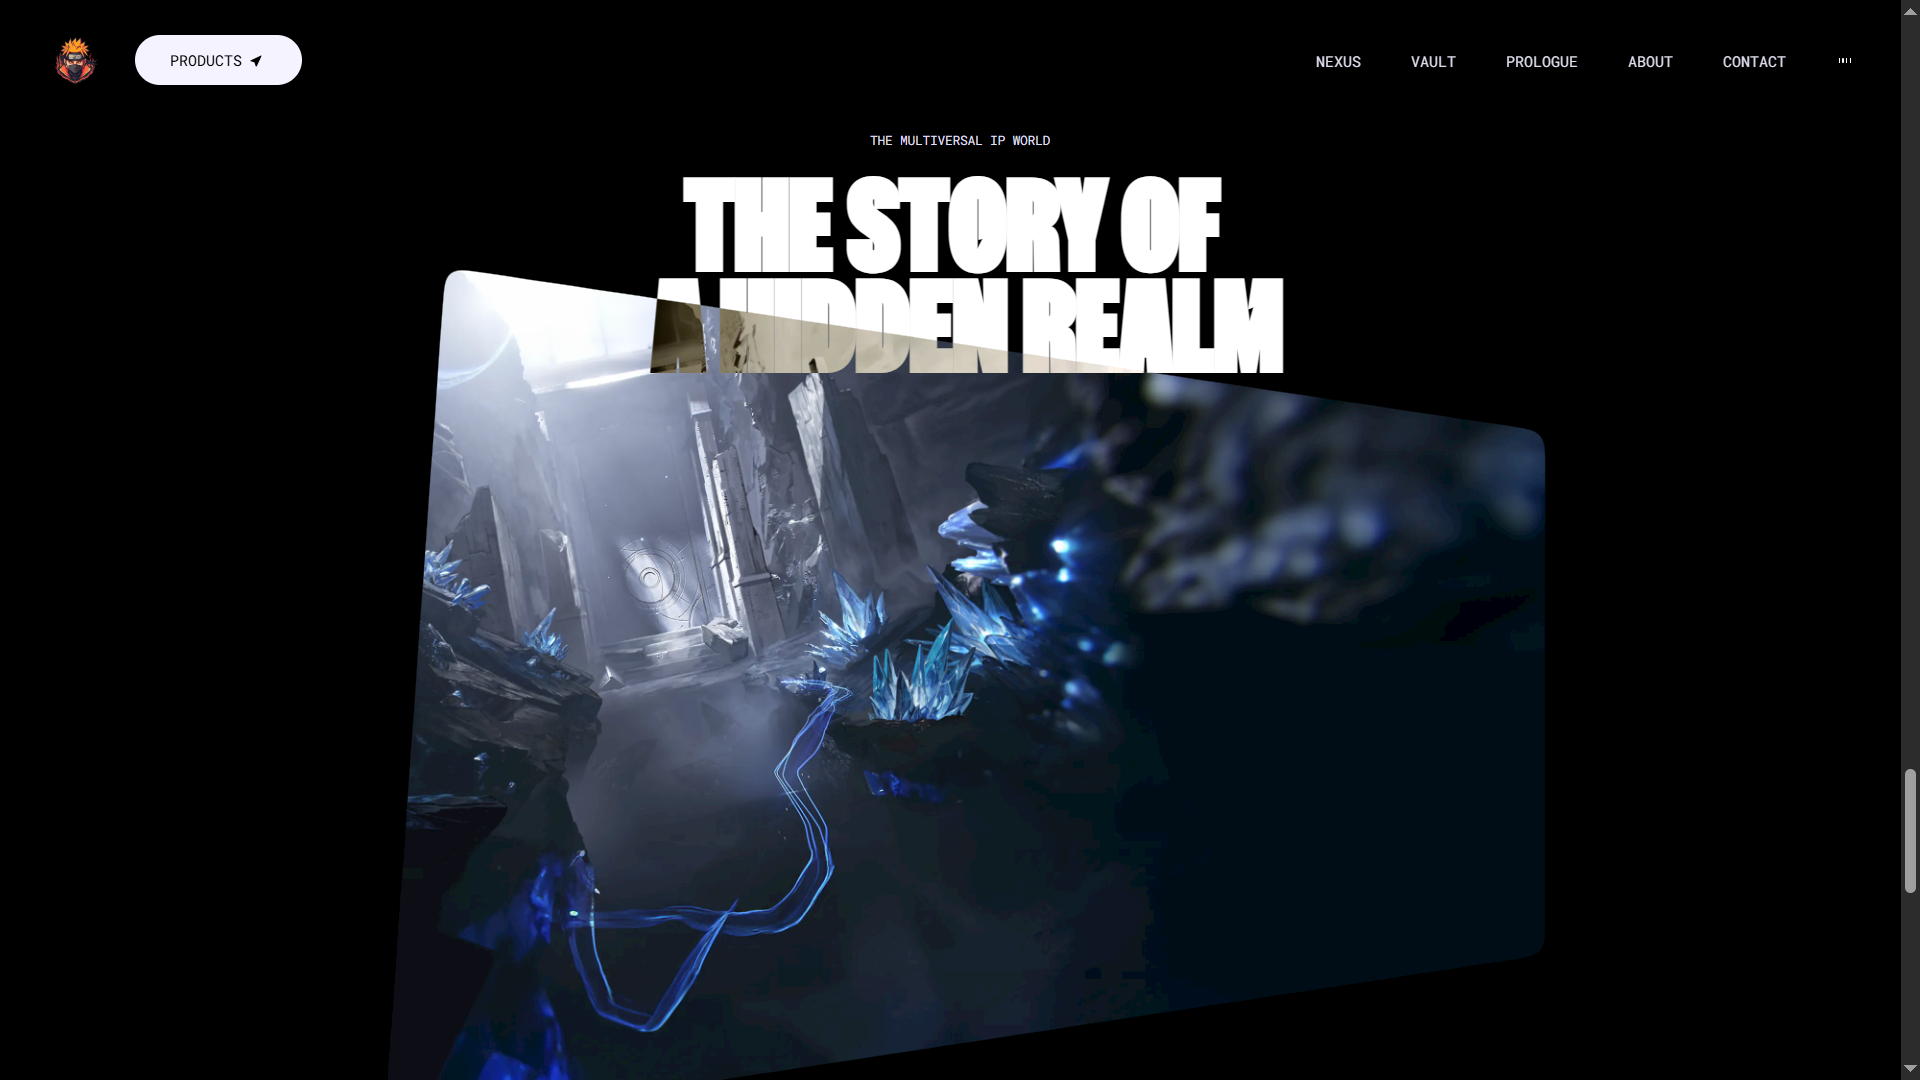 PRODUCTS
NEXUS
VAULT
PROLOGUE
ABOUT
CONTACT
THE MULTIVERSAL IP WORLD
THE STORY OF
A HIDDEN REALM